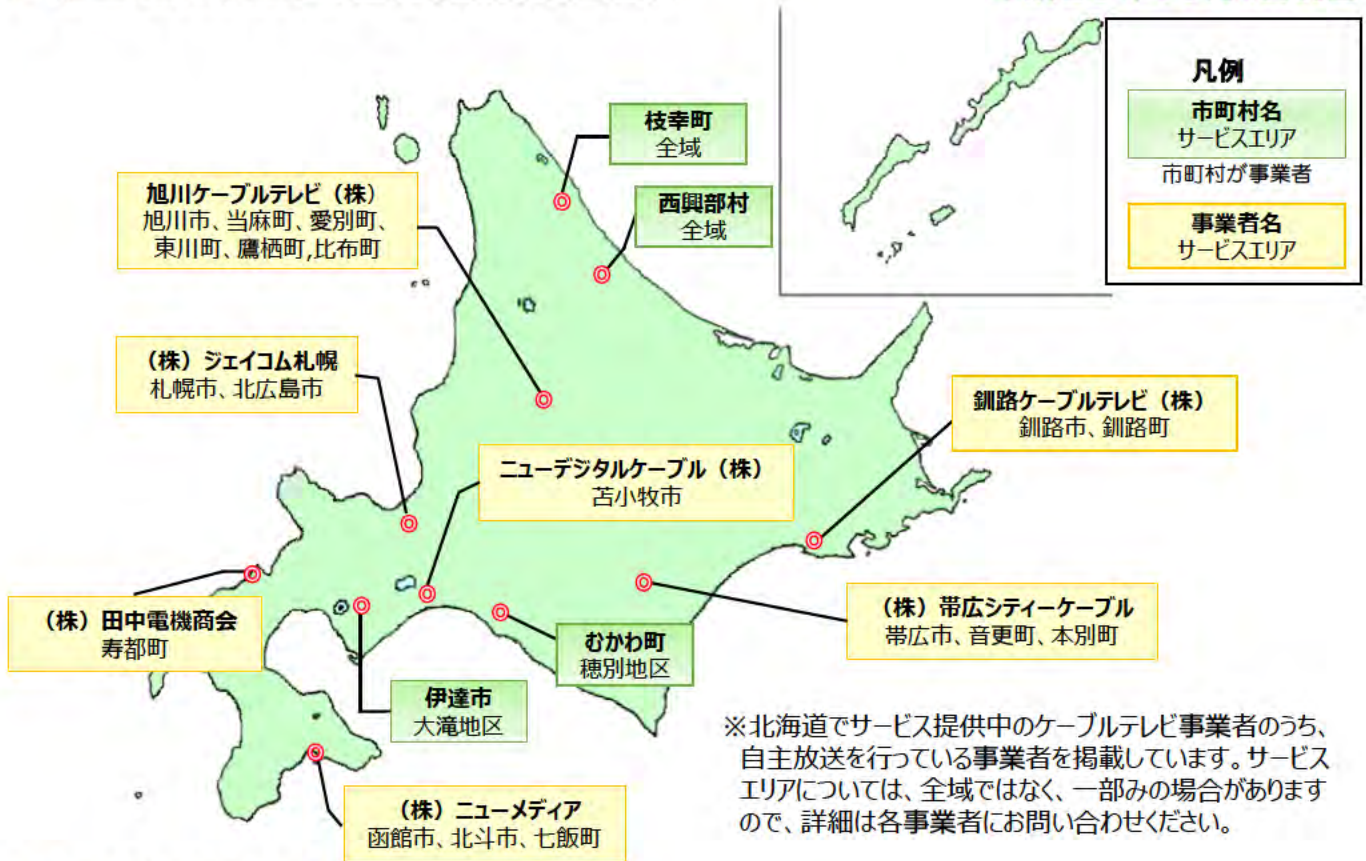 凡例
市町村名
サービスエリア
市町村が事業者
事業者名
サービスエリア
枝幸町
全域
西興部村
全域
旭川ケーブルテレビ（株）
旭川市、当麻町、愛別町、
東川町、鷹栖町,比布町
（株）ジェイコム札幌
札幌市、北広島市
釧路ケーブルテレビ（株）
釧路市、釧路町
ニューデジタルケーブル（株）
苫小牧市
（株）田中電機商会
寿都町
（株）帯広シティーケーブル
帯広市、音更町、本別町
むかわ町
穂別地区
伊達市
大滝地区
（株）ニューメディア
函館市、北斗市、七飯町
※北海道でサービス提供中のケーブルテレビ事業者のうち、
自主放送を行っている事業者を掲載しています。サービス
エリアについては、全域ではなく、一部みの場合があります
ので、詳細は各事業者にお問い合わせください。